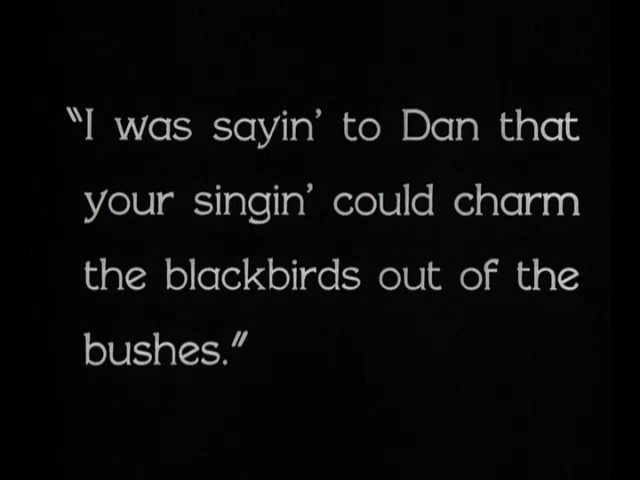 “I was sayin’ to Dan that
your singin’ could charm
the blackbirds out of the
bushes.”